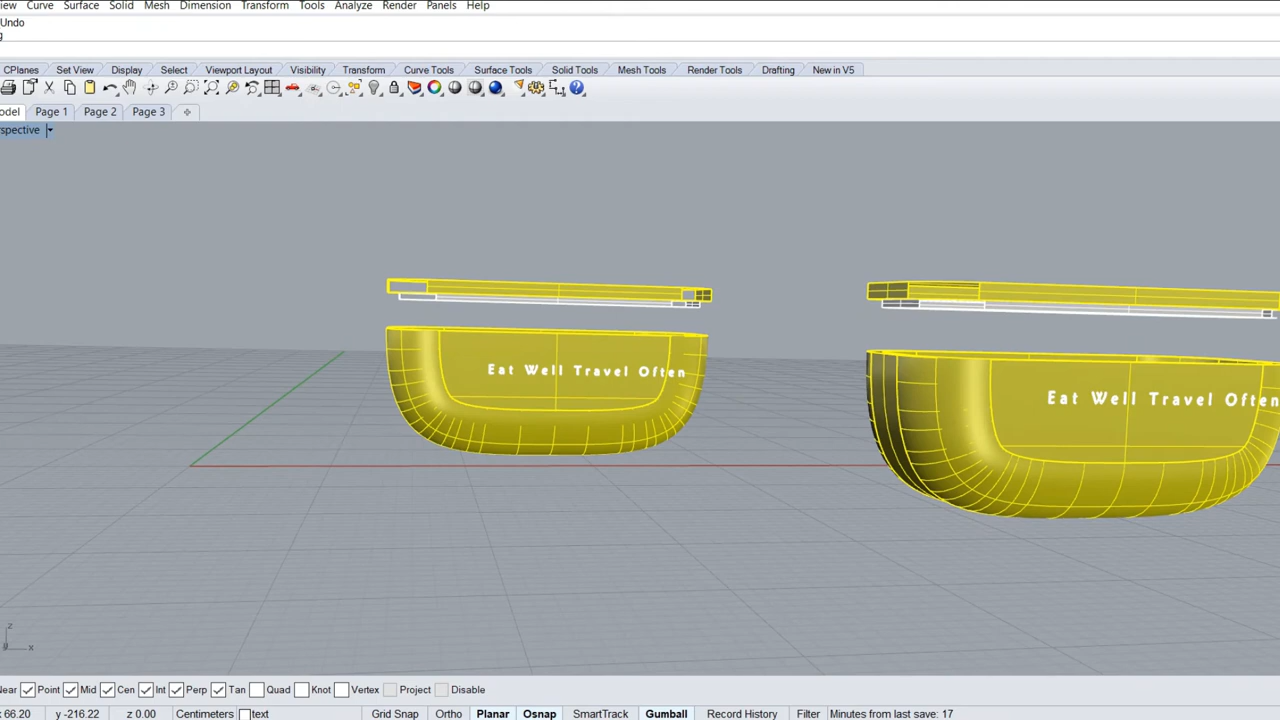 Curve Surface Solid Mesh Dimension Transform Tools Analyze Render Panels Help
Undo
CPlanes Set View Display Select Viewport Layout Visibility Transform Curve Tools Surface Tools Solid Tools Mesh Tools Render Tools Drafting New in V5
Page 1 Page 2 Page 3
Eat Well Travel Often
Eat Well Travel Often
z
x
Point Mid Cen Int Perp Tan Quad Knot Vertex Project Disable
x 66.20 y -216.22 z 0.00 Centimeters text Grid Snap Ortho Planar Osnap SmartTrack Gumball Record History Filter Minutes from last save: 17